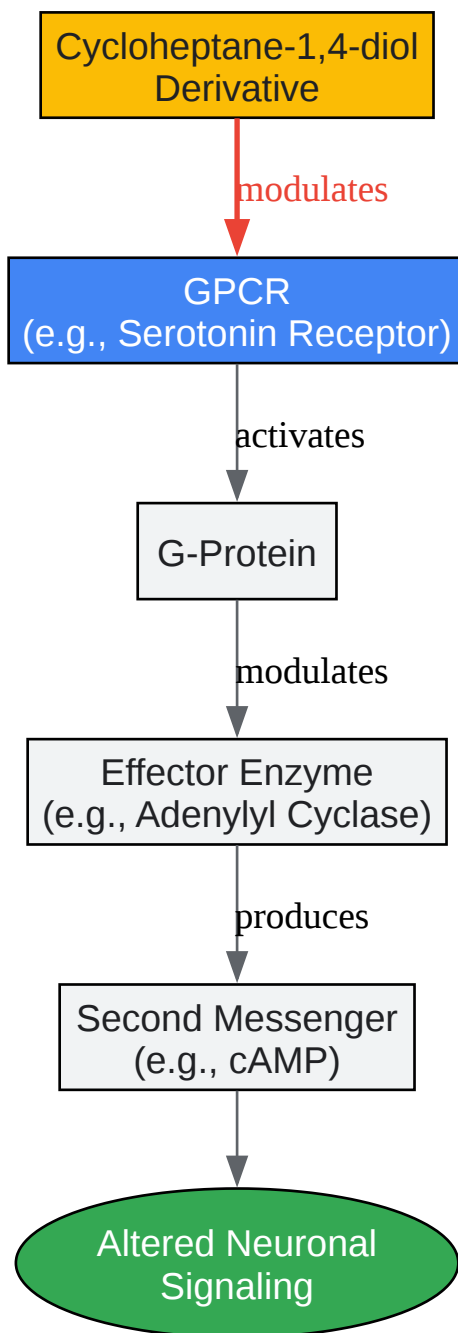 Cycloheptane-1,4-diol
Derivative
modulates
GPCR
(e.g., Serotonin Receptor)
activates
G-Protein
modulates
Effector Enzyme
(e.g., Adenylyl Cyclase)
produces
Second Messenger
(e.g., cAMP)
Altered Neuronal
Signaling